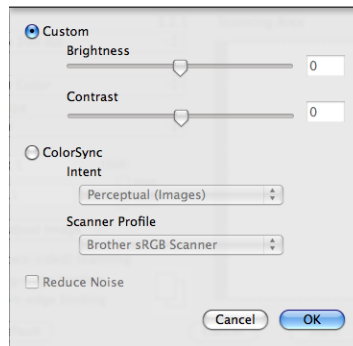 Custom
Brightness
0
Contrast
0
ColorSync
Intent
Perceptual (Images)
Scanner Profile
Brother sRGB Scanner
Reduce Noise
Cancel OK